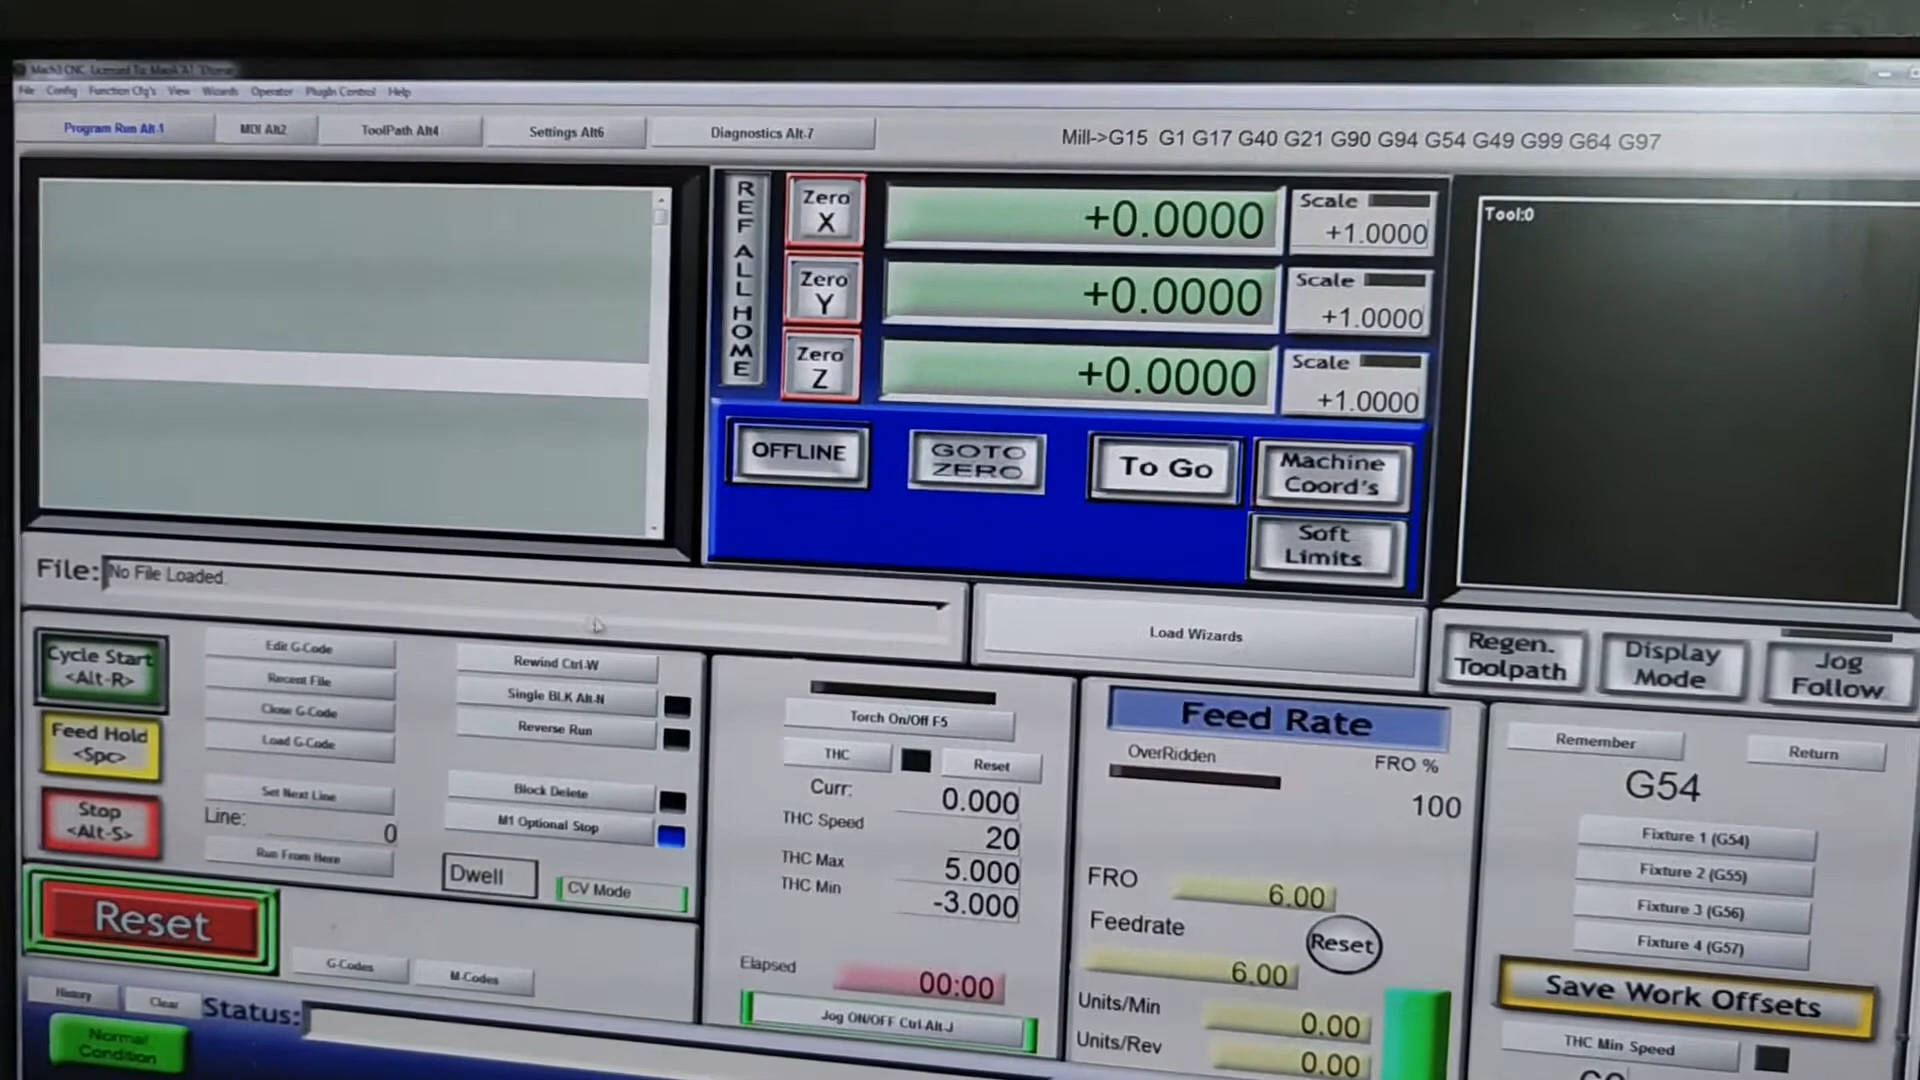 Mach3 CNC Licensed To:
File Config Function Cfg's View Wizards Operator PlugIn Control Help
Program Run Alt-1 MDI Alt2 ToolPath Alt4 Settings Alt6 Diagnostics Alt-7
Mill->G15 G1 G17 G40 G21 G90 G94 G54 G49 G99 G64 G97
REF ALL HOME
Zero X +0.0000 Scale +1.0000
Zero Y +0.0000 Scale +1.0000
Zero Z +0.0000 Scale +1.0000
Tool:0
OFFLINE GOTO ZERO To Go Machine Coord's
Soft Limits
File: No File Loaded.
Load Wizards
Regen. Toolpath Display Mode Jog Follow
Cycle Start <Alt-R>
Feed Hold <Spc>
Stop <Alt-S>
Reset
Edit G-Code
Recent File
Close G-Code
Load G-Code
Set Next Line
Line: 0
Run From Here
Rewind Ctrl-W
Single BLK Alt-N
Reverse Run
Block Delete
M1 Optional Stop
Dwell CV Mode
G-Codes M-Codes
Torch On/Off F5
THC Reset
Curr: 0.000
THC Speed 20
THC Max 5.000
THC Min -3.000
Elapsed 00:00
Jog ON/OFF Ctrl-Alt-J
Feed Rate
OverRidden FRO %
100
FRO 6.00
Feedrate 6.00 Reset
Units/Min 0.00
Units/Rev 0.00
Remember Return
G54
Fixture 1 (G54)
Fixture 2 (G55)
Fixture 3 (G56)
Fixture 4 (G57)
Save Work Offsets
THC Min Speed
History Clear Status:
Normal Condition